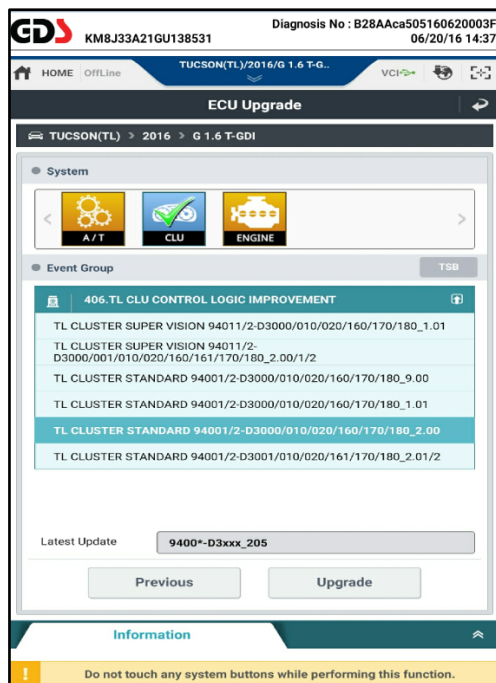 GDS KM8J33A21GU138531
Diagnosis No : B28AAca505160620003F
06/20/16 14:37
HOME OffLine TUCSON(TL)/2016/G 1.6 T-G.. VCI
ECU Upgrade
TUCSON(TL) > 2016 > G 1.6 T-GDI
System
A/T CLU ENGINE
Event Group TSB
406.TL CLU CONTROL LOGIC IMPROVEMENT
TL CLUSTER SUPER VISION 94011/2-D3000/010/020/160/170/180_1.01
TL CLUSTER SUPER VISION 94011/2-
D3000/001/010/020/160/161/170/180_2.00/1/2
TL CLUSTER STANDARD 94001/2-D3000/010/020/160/170/180_9.00
TL CLUSTER STANDARD 94001/2-D3000/010/020/160/170/180_1.01
TL CLUSTER STANDARD 94001/2-D3000/010/020/160/170/180_2.00
TL CLUSTER STANDARD 94001/2-D3001/010/020/161/170/180_2.01/2
Latest Update 9400*-D3xxx_205
Previous Upgrade
Information
! Do not touch any system buttons while performing this function.